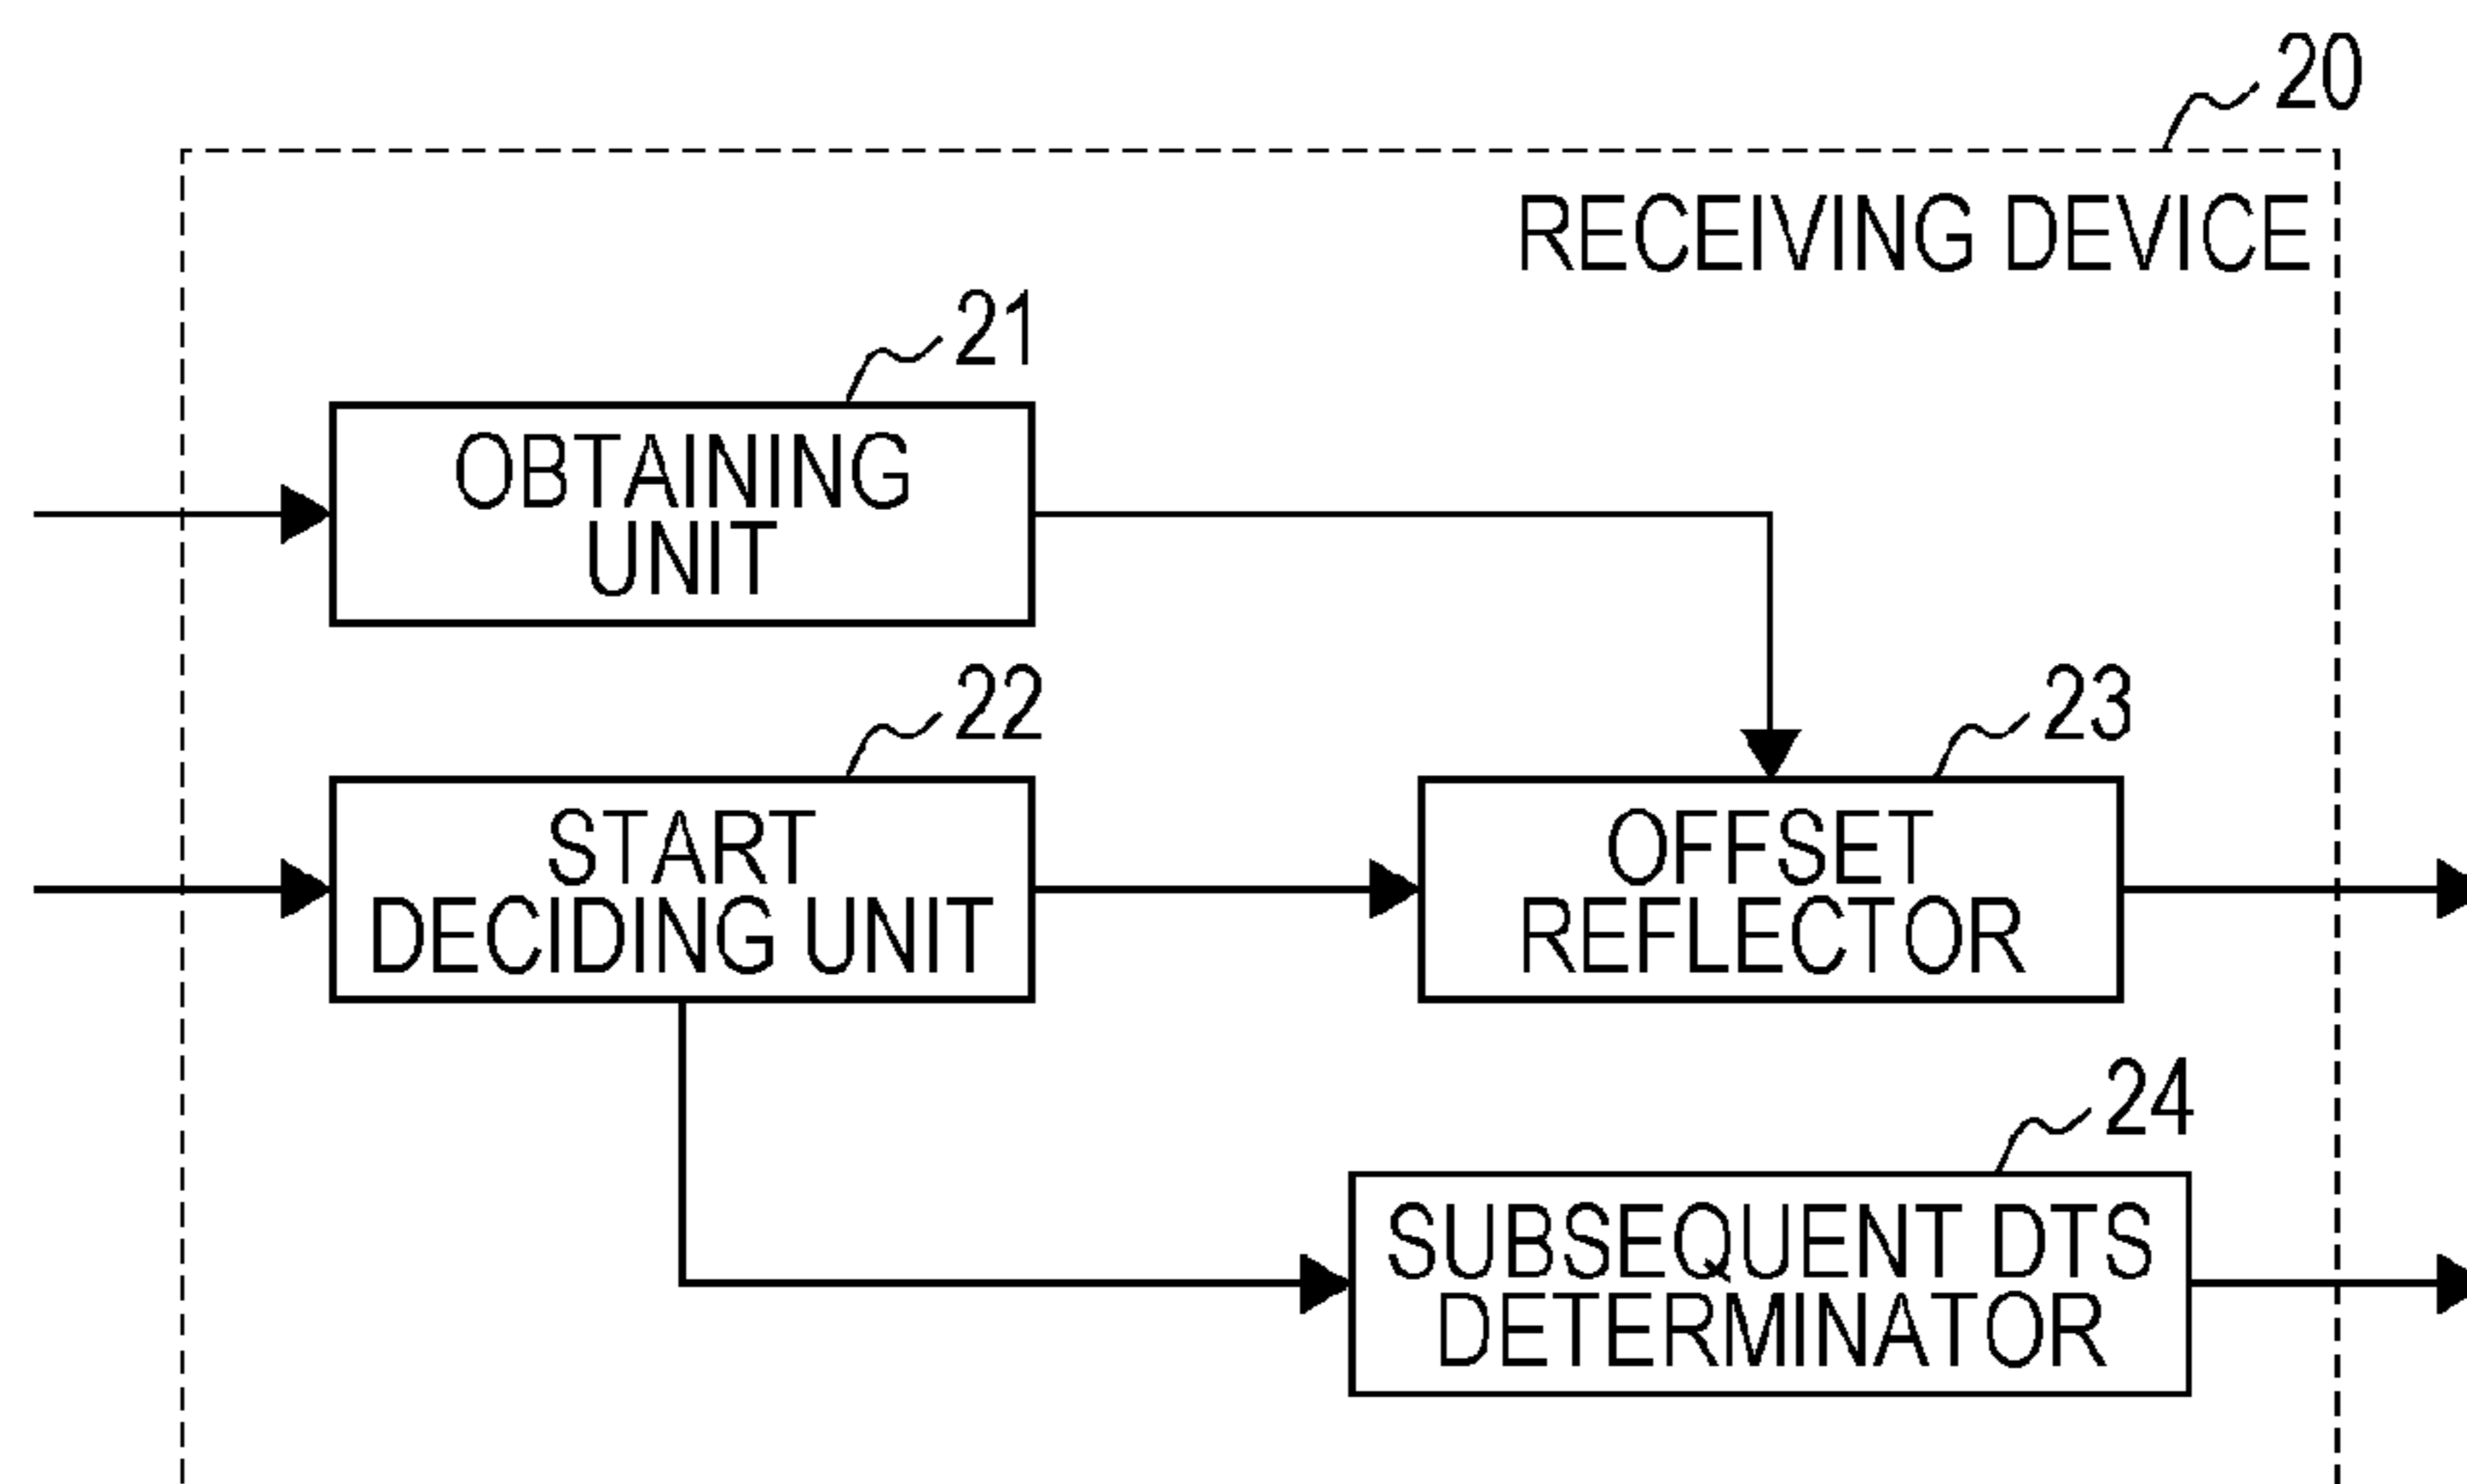 20
RECEIVING DEVICE
21
OBTAINING
UNIT
22
START
DECIDING UNIT
23
OFFSET
REFLECTOR
24
SUBSEQUENT DTS
DETERMINATOR